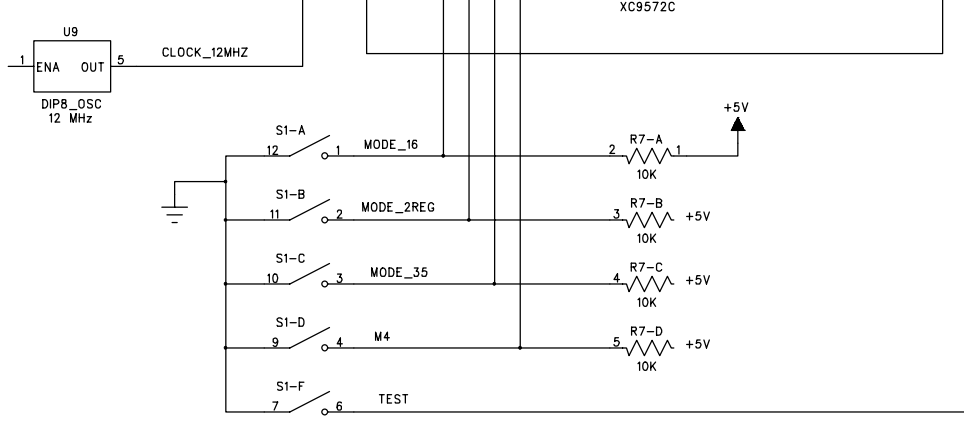 XC9572C
U9
1 ENA OUT 5 CLOCK_12MHZ
DIP8_OSC
12 MHz
+5V
S1-A
12 1 MODE_16 2 R7-A 1
10K
S1-B
11 2 MODE_2REG 3 R7-B +5V
10K
S1-C
10 3 MODE_35 4 R7-C +5V
10K
S1-D
9 4 M4 5 R7-D +5V
10K
S1-F
7 6 TEST